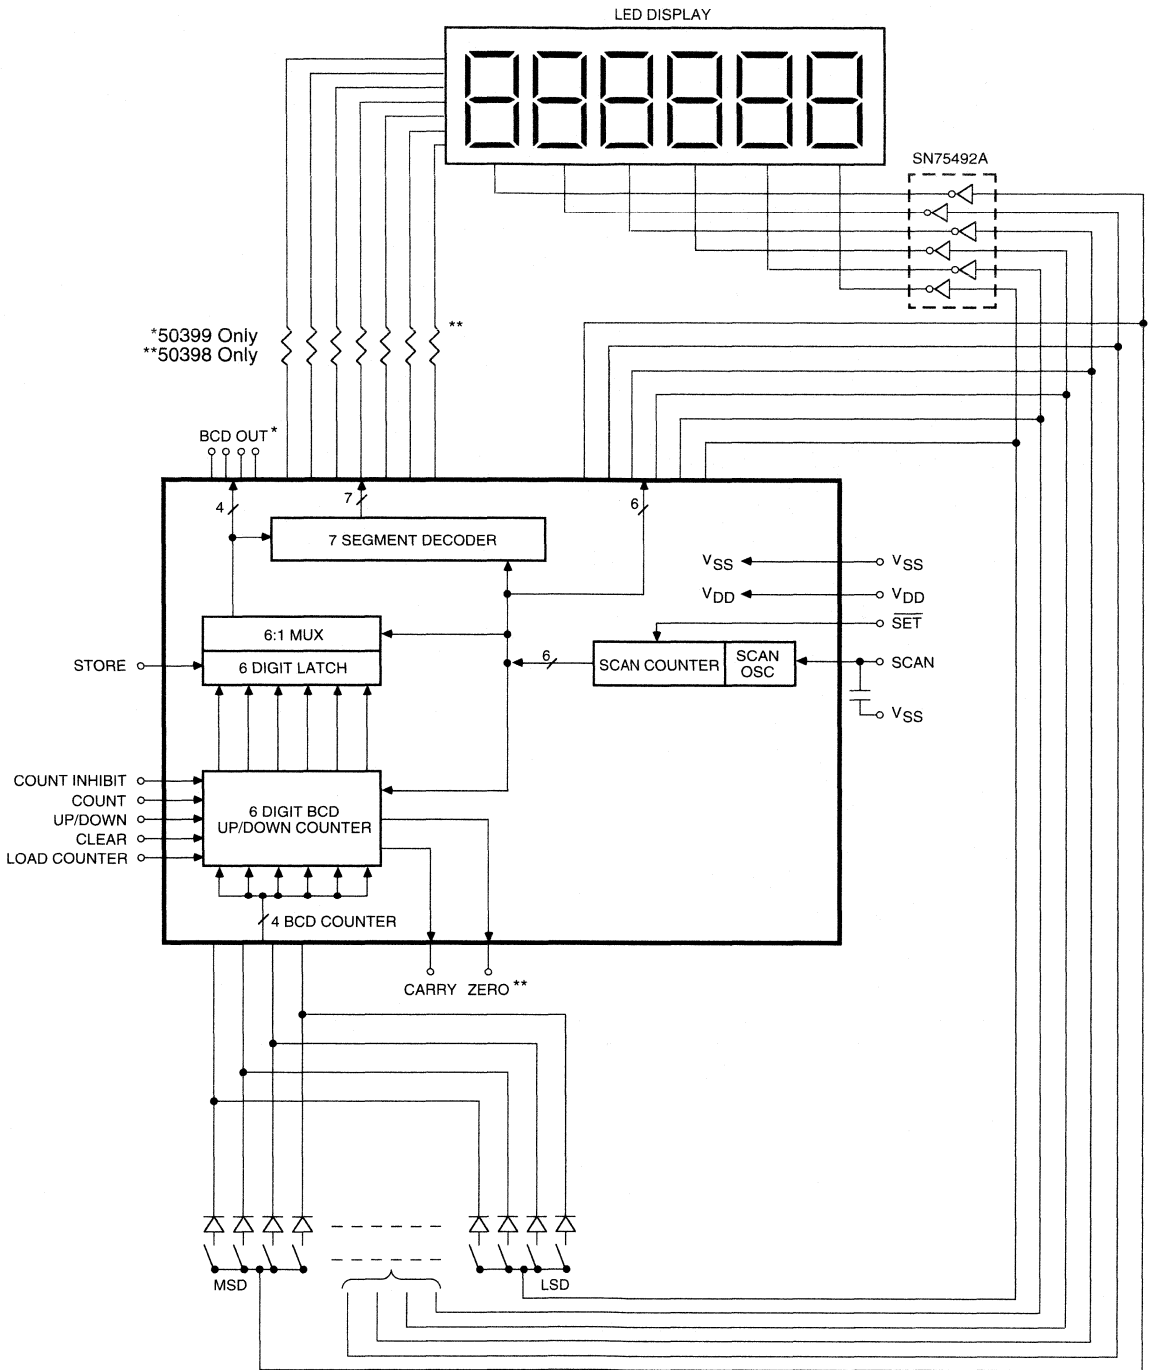 LED DISPLAY
SN75492A
*50399 Only
**50398 Only
**
BCD OUT*
4
7
6
7 SEGMENT DECODER
VSS
VSS
VDD
VDD
SET
6:1 MUX
STORE
6 DIGIT LATCH
6
SCAN COUNTER
SCAN
OSC
SCAN
VSS
COUNT INHIBIT
COUNT
UP/DOWN
CLEAR
LOAD COUNTER
6 DIGIT BCD
UP/DOWN COUNTER
4 BCD COUNTER
CARRY
ZERO**
MSD
LSD